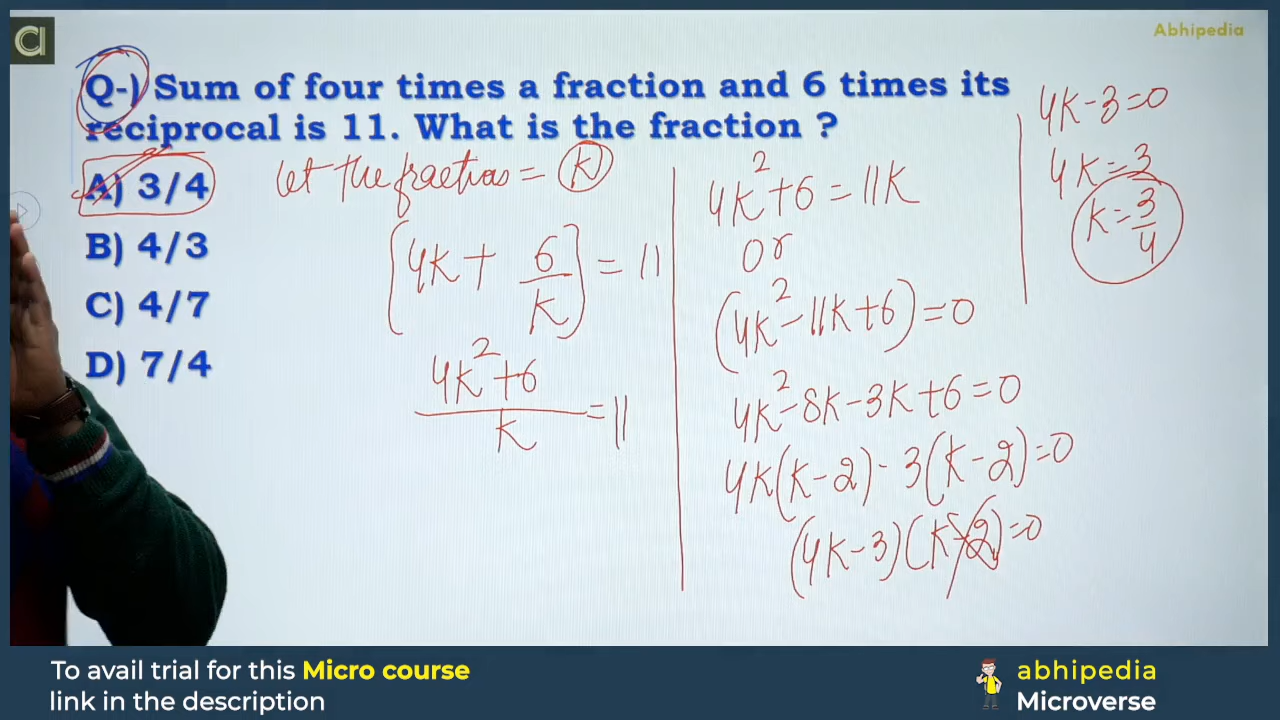 Abhipedia
Q-) Sum of four times a fraction and 6 times its
reciprocal is 11. What is the fraction ?
A) 3/4
B) 4/3
C) 4/7
D) 7/4
let the fraction = k
[4k + 6/k] = 11
4k²+6/k = 11
4k²+6 = 11k
or
(4k²-11k+6) = 0
4k²-8k-3k+6=0
4k(k-2)-3(k-2)=0
(4k-3)(k-2)=0
4k-3=0
4k=3
k=3/4
To avail trial for this Micro course
link in the description
abhipedia
Microverse